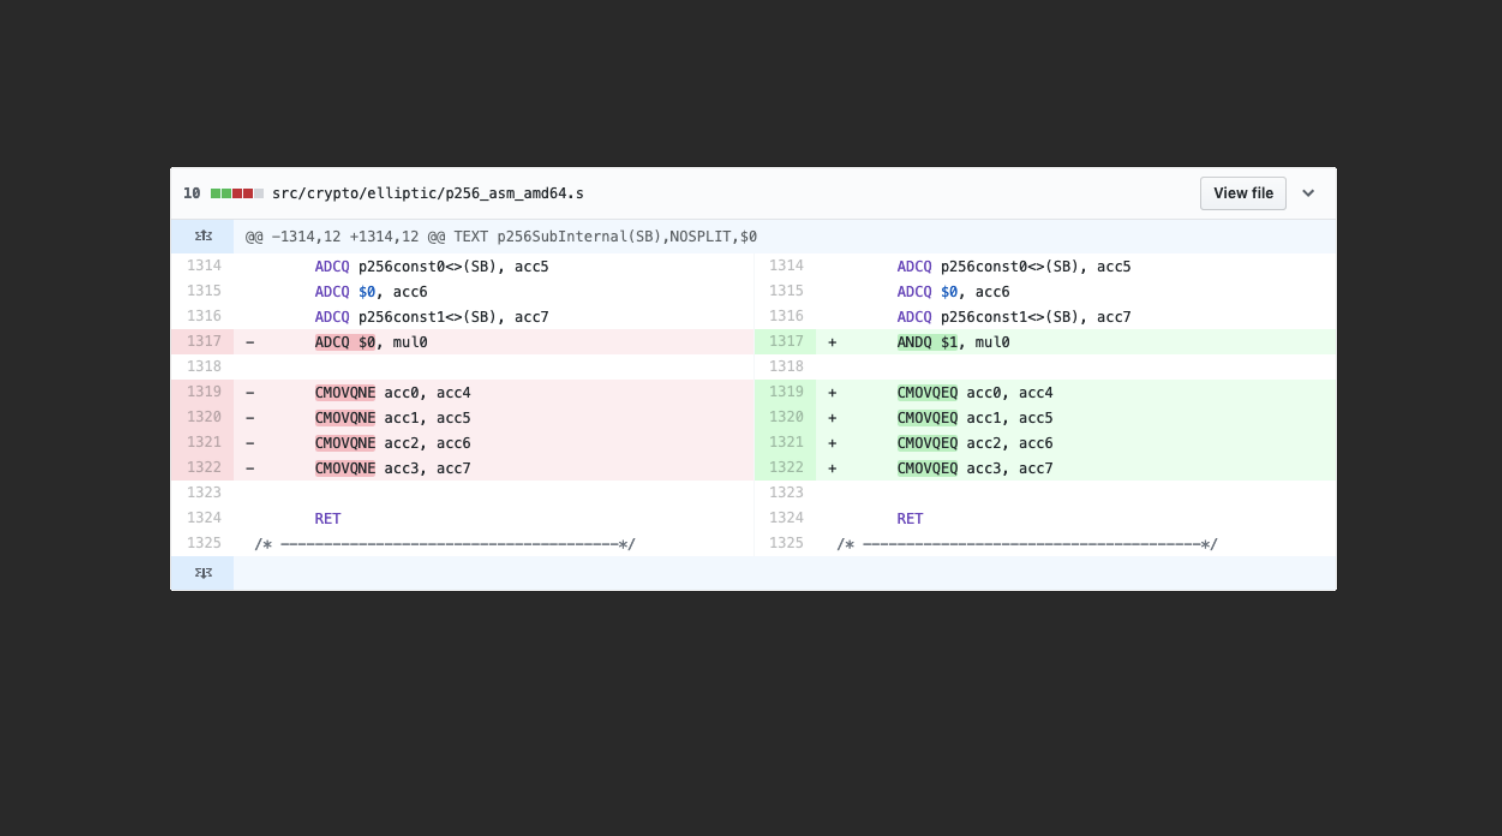 10 src/crypto/elliptic/p256_asm_amd64.s View file
@@ -1314,12 +1314,12 @@ TEXT p256SubInternal(SB),NOSPLIT,$0
1314 ADCQ p256const0<>(SB), acc5 1314 ADCQ p256const0<>(SB), acc5
1315 ADCQ $0, acc6 1315 ADCQ $0, acc6
1316 ADCQ p256const1<>(SB), acc7 1316 ADCQ p256const1<>(SB), acc7
1317 - ADCQ $0, mul0 1317 + ANDQ $1, mul0
1318 1318
1319 - CMOVQNE acc0, acc4 1319 + CMOVQEQ acc0, acc4
1320 - CMOVQNE acc1, acc5 1320 + CMOVQEQ acc1, acc5
1321 - CMOVQNE acc2, acc6 1321 + CMOVQEQ acc2, acc6
1322 - CMOVQNE acc3, acc7 1322 + CMOVQEQ acc3, acc7
1323 1323
1324 RET 1324 RET
1325 /* ---------------------------------------*/ 1325 /* ---------------------------------------*/